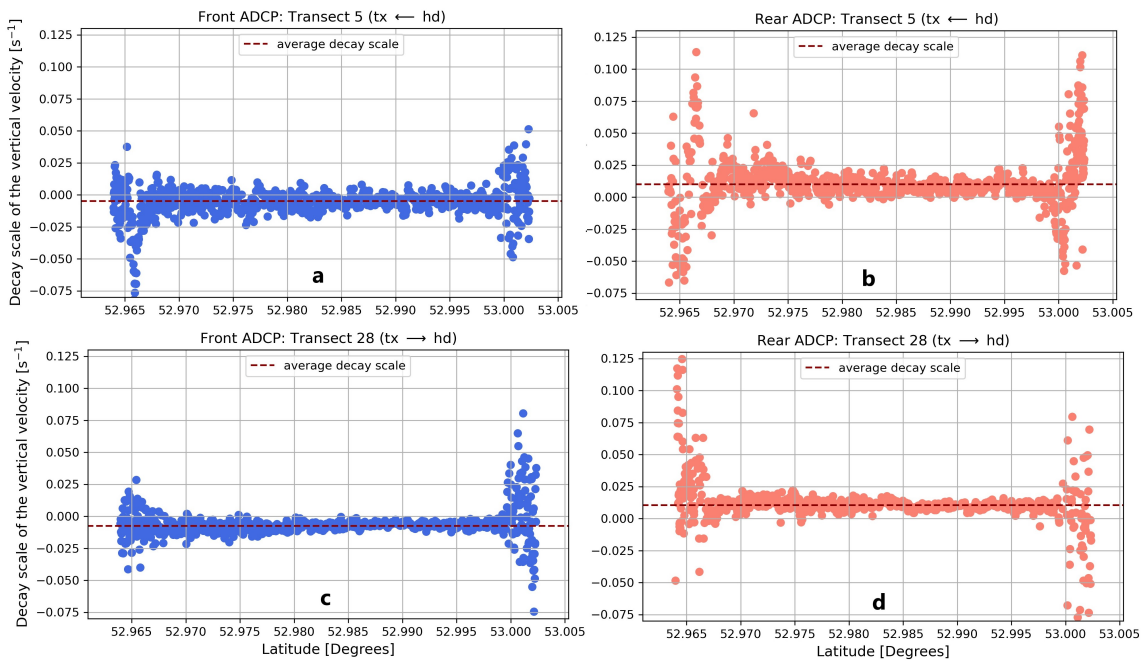 Front ADCP: Transect 5 (tx ⟵ hd)
Decay scale of the vertical velocity [s⁻¹]
0.125
0.100
0.075
0.050
0.025
0.000
−0.025
−0.050
−0.075
average decay scale
a
52.965 52.970 52.975 52.980 52.985 52.990 52.995 53.000 53.005
Rear ADCP: Transect 5 (tx ⟵ hd)
0.125
0.100
0.075
0.050
0.025
0.000
−0.025
−0.050
−0.075
average decay scale
b
52.965 52.970 52.975 52.980 52.985 52.990 52.995 53.000 53.005
Front ADCP: Transect 28 (tx ⟶ hd)
Decay scale of the vertical velocity [s⁻¹]
0.125
0.100
0.075
0.050
0.025
0.000
−0.025
−0.050
−0.075
average decay scale
c
52.965 52.970 52.975 52.980 52.985 52.990 52.995 53.000 53.005
Latitude [Degrees]
Rear ADCP: Transect 28 (tx ⟶ hd)
0.125
0.100
0.075
0.050
0.025
0.000
−0.025
−0.050
−0.075
average decay scale
d
52.965 52.970 52.975 52.980 52.985 52.990 52.995 53.000 53.005
Latitude [Degrees]